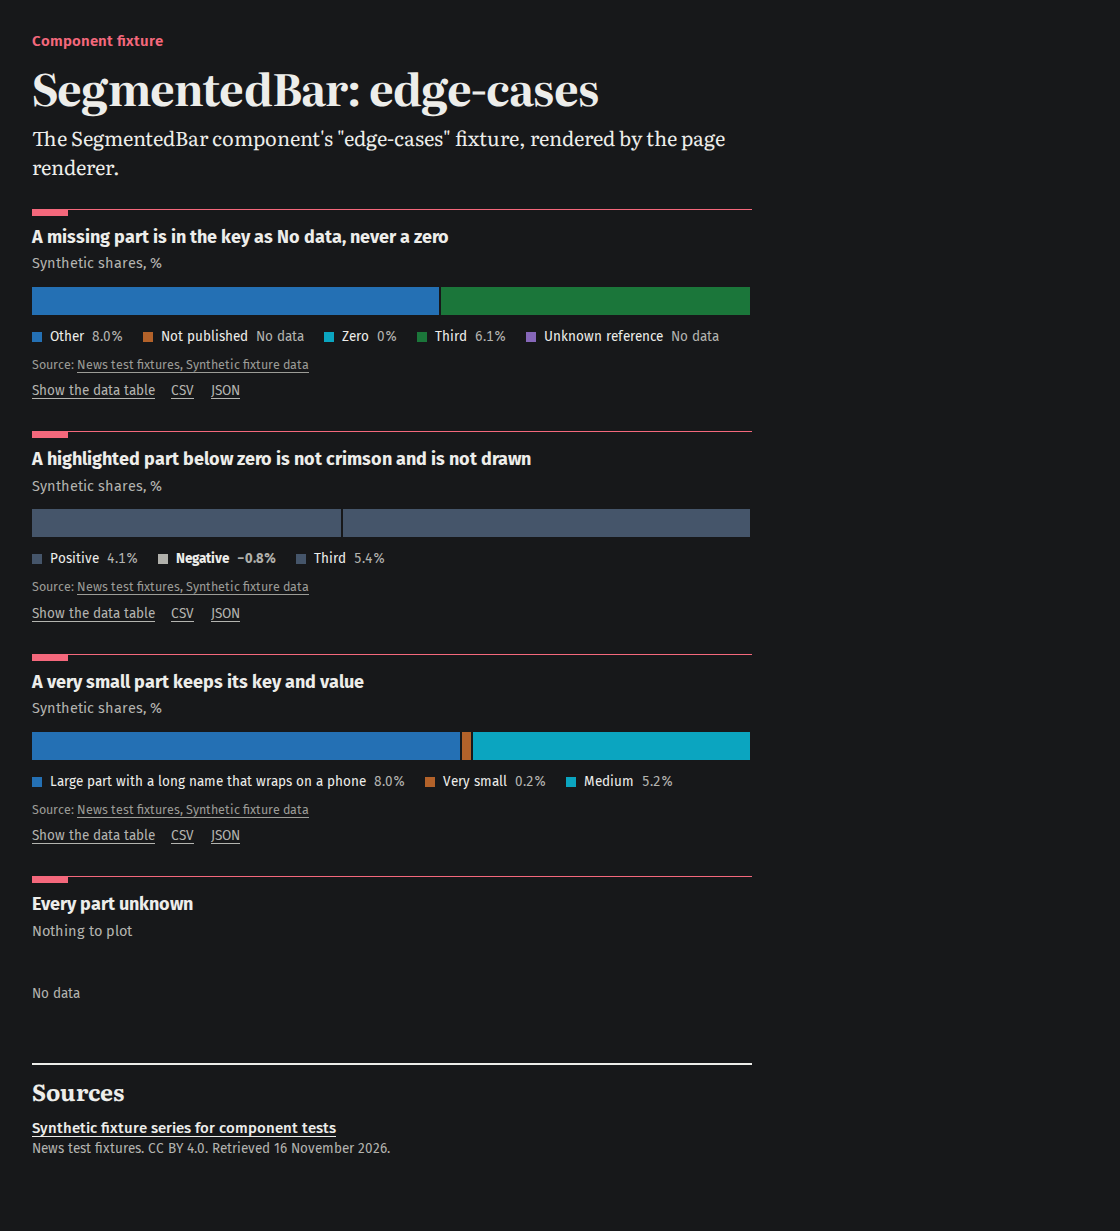 Component fixture
SegmentedBar: edge-cases
The SegmentedBar component's "edge-cases" fixture, rendered by the page
renderer.
A missing part is in the key as No data, never a zero
Synthetic shares, %
Other 8.0% Not published No data Zero 0% Third 6.1% Unknown reference No data
Source: News test fixtures, Synthetic fixture data
Show the data table CSV JSON
A highlighted part below zero is not crimson and is not drawn
Synthetic shares, %
Positive 4.1% Negative −0.8% Third 5.4%
Source: News test fixtures, Synthetic fixture data
Show the data table CSV JSON
A very small part keeps its key and value
Synthetic shares, %
Large part with a long name that wraps on a phone 8.0% Very small 0.2% Medium 5.2%
Source: News test fixtures, Synthetic fixture data
Show the data table CSV JSON
Every part unknown
Nothing to plot
No data
Sources
Synthetic fixture series for component tests
News test fixtures. CC BY 4.0. Retrieved 16 November 2026.